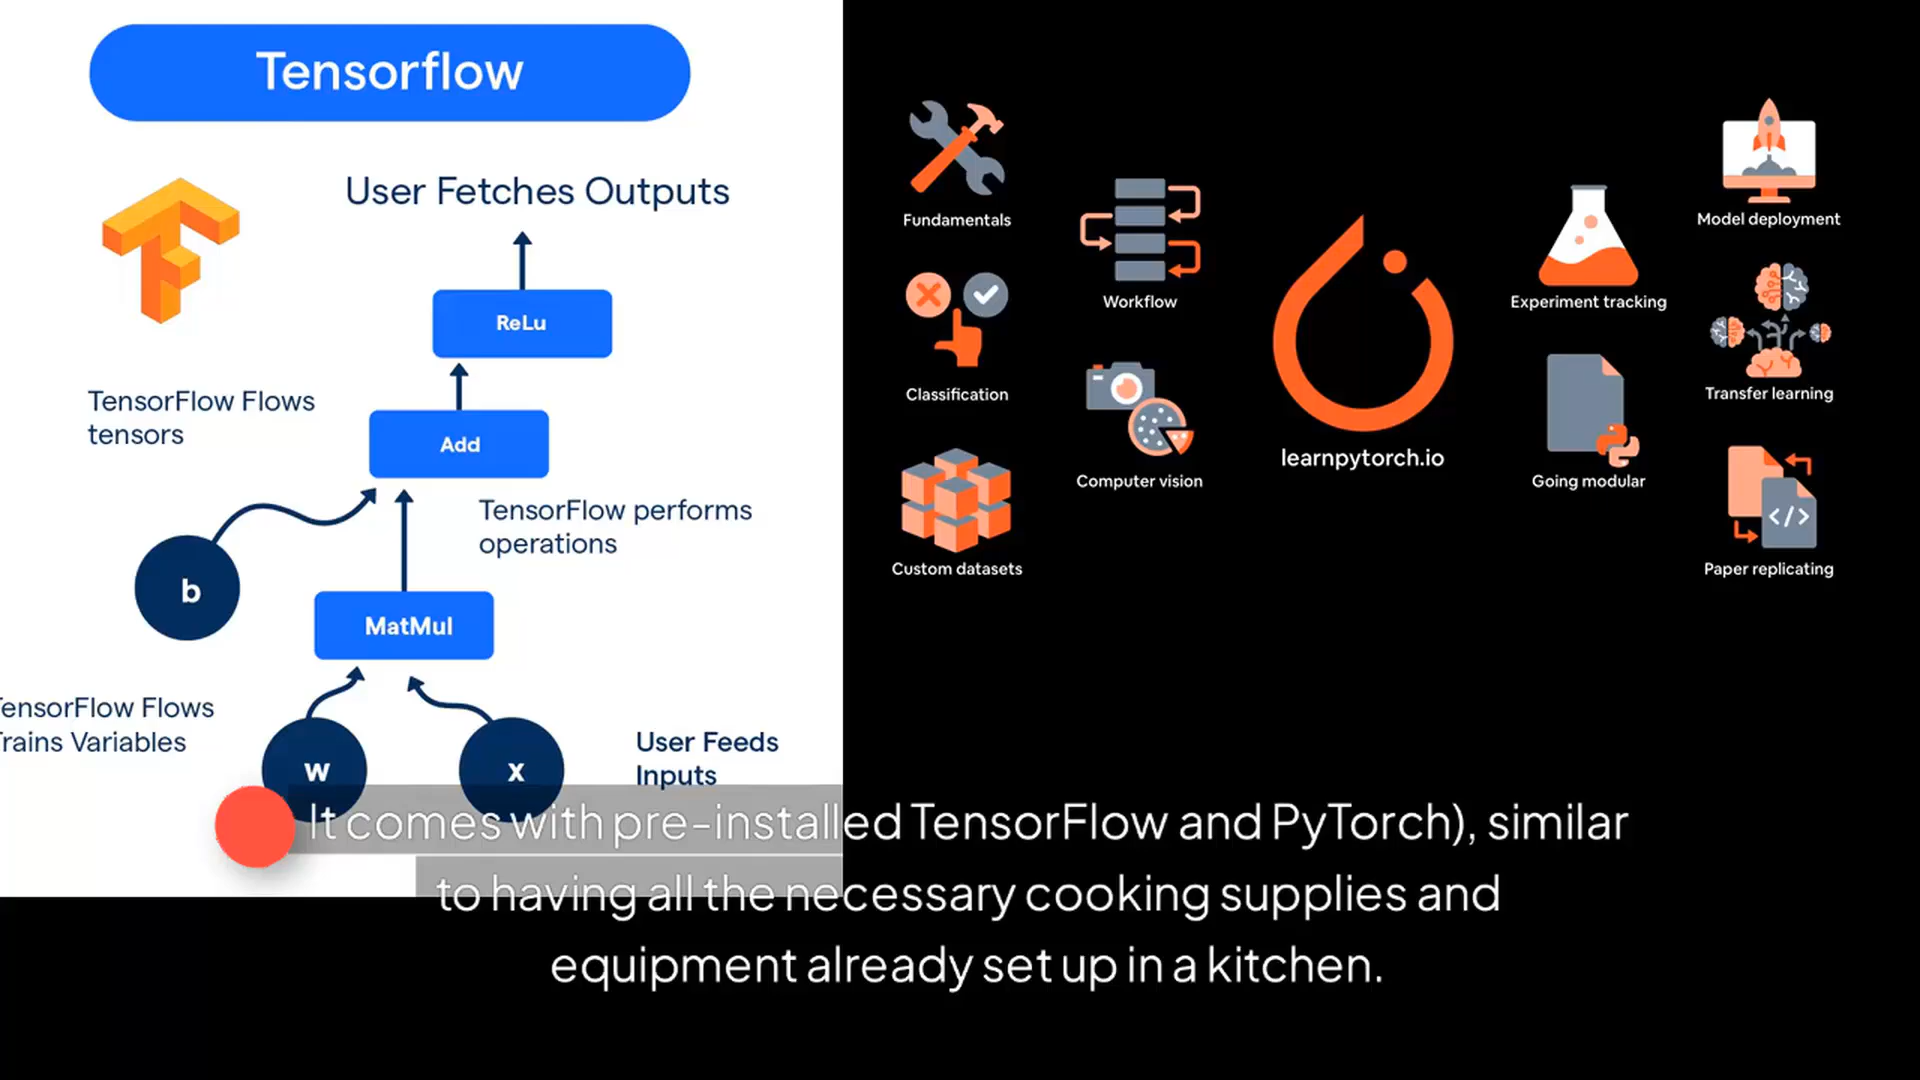 Tensorflow
User Fetches Outputs
ReLu
TensorFlow Flows
tensors
Add
TensorFlow performs
operations
b
MatMul
TensorFlow Flows
Trains Variables
w
x
User Feeds
Inputs
Fundamentals
Workflow
Classification
Computer vision
Custom datasets
learnpytorch.io
Experiment tracking
Model deployment
Transfer learning
Going modular
</>
Paper replicating
It comes with pre-installed TensorFlow and PyTorch), similar
to having all the necessary cooking supplies and
equipment already set up in a kitchen.